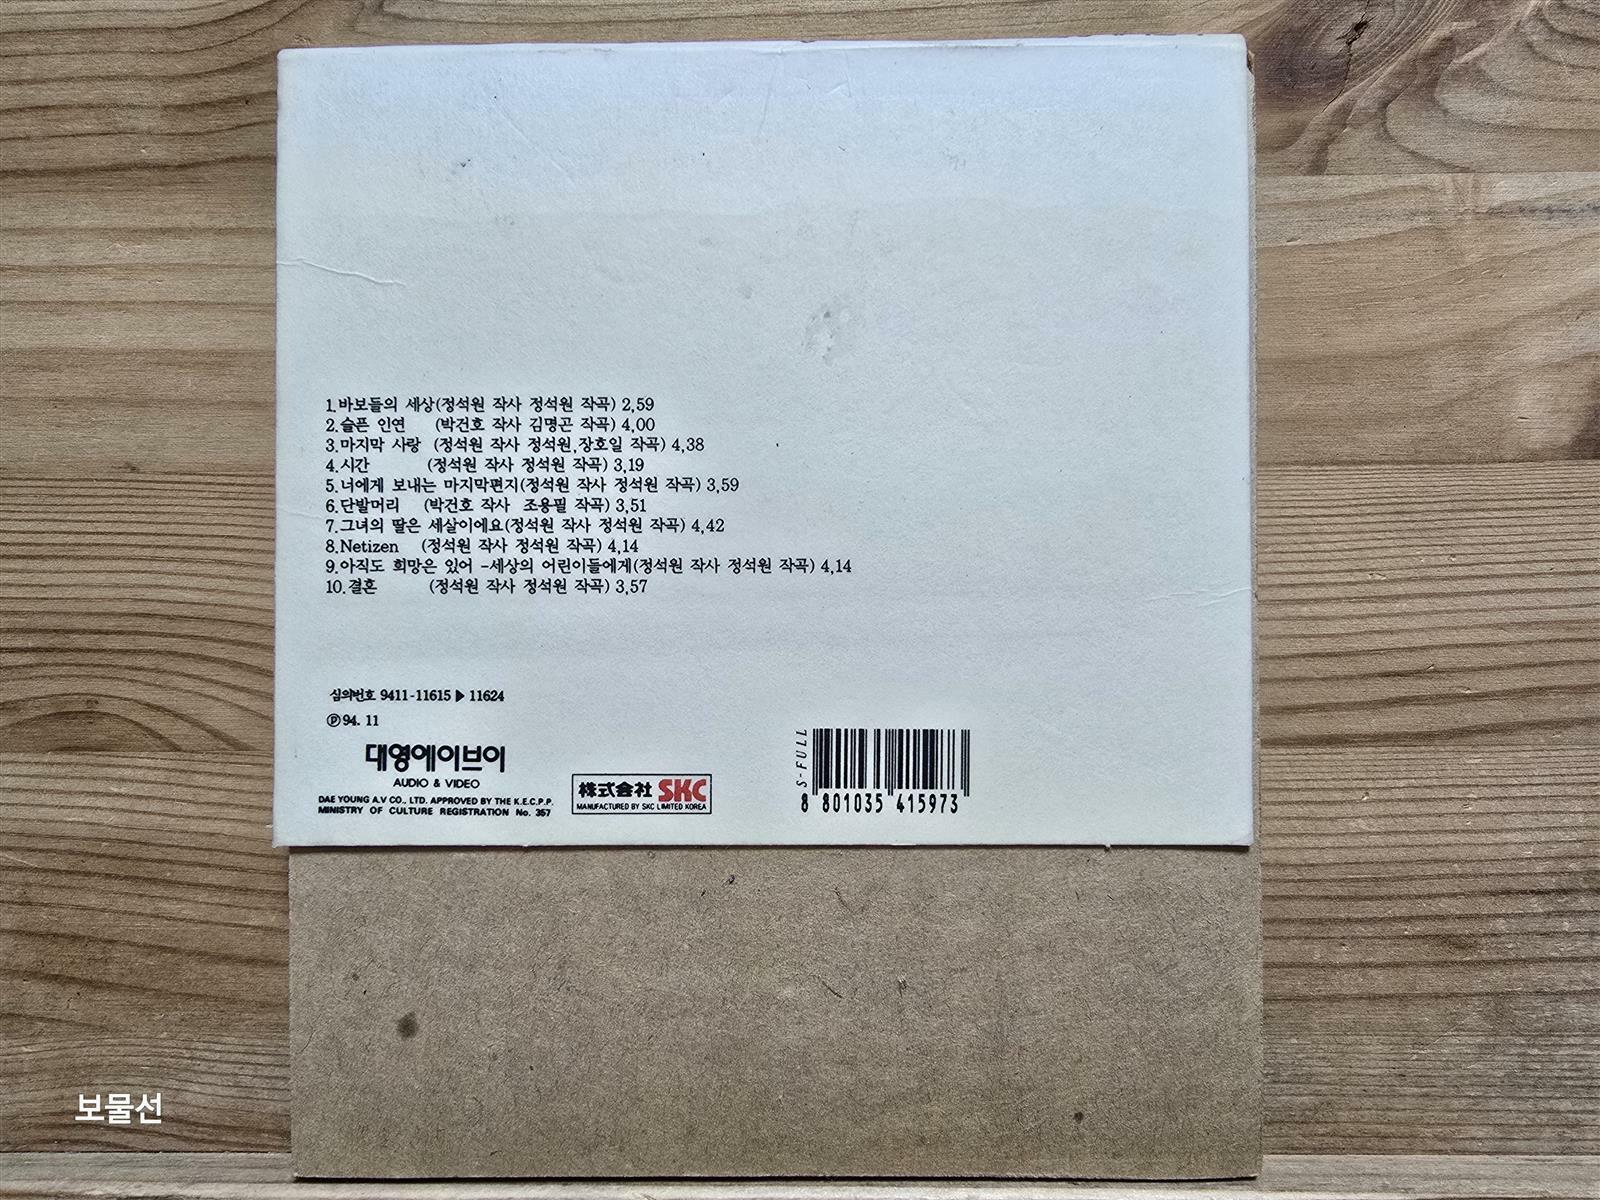 1.바보들의 세상(정석원 작사 정석원 작곡) 2,59
2.슬픈 인연 (박건호 작사 김명곤 작곡) 4,00
3.마지막 사랑 (정석원 작사 정석원,장호일 작곡) 4,38
4.시간 (정석원 작사 정석원 작곡) 3,19
5.너에게 보내는 마지막편지(정석원 작사 정석원 작곡) 3,59
6.단발머리 (박건호 작사 조용필 작곡) 3,51
7.그녀의 딸은 세살이에요(정석원 작사 정석원 작곡) 4,42
8.Netizen (정석원 작사 정석원 작곡) 4,14
9.아직도 희망은 있어 -세상의 어린이들에게(정석원 작사 정석원 작곡) 4,14
10.결혼 (정석원 작사 정석원 작곡) 3,57
심의번호 9411-11615▶11624
ⓟ94. 11
대영에이브이
AUDIO & VIDEO
DAE YOUNG A.V CO., LTD. APPROVED BY THE K.E.C.P.P.
MINISTRY OF CULTURE REGISTRATION No. 357
株式会社 SKC
MANUFACTURED BY SKC LIMITED KOREA
S-FULL
8 801035 415973
보물선